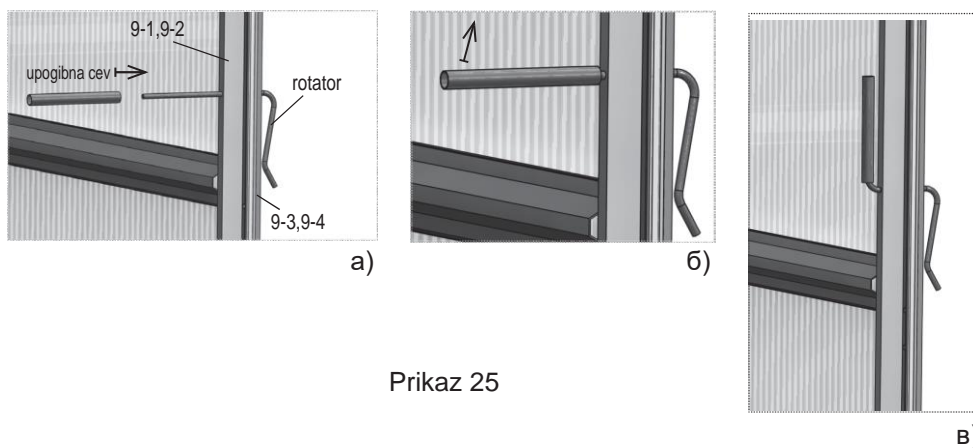 9-1,9-2
upogibna cev
rotator
9-3,9-4
а)
б)
в
Prikaz 25